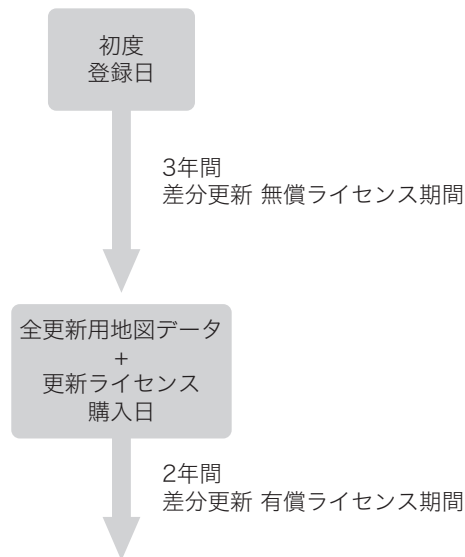 初度
登録日
3年間
差分更新 無償ライセンス期間
全更新用地図データ
+
更新ライセンス
購入日
2年間
差分更新 有償ライセンス期間